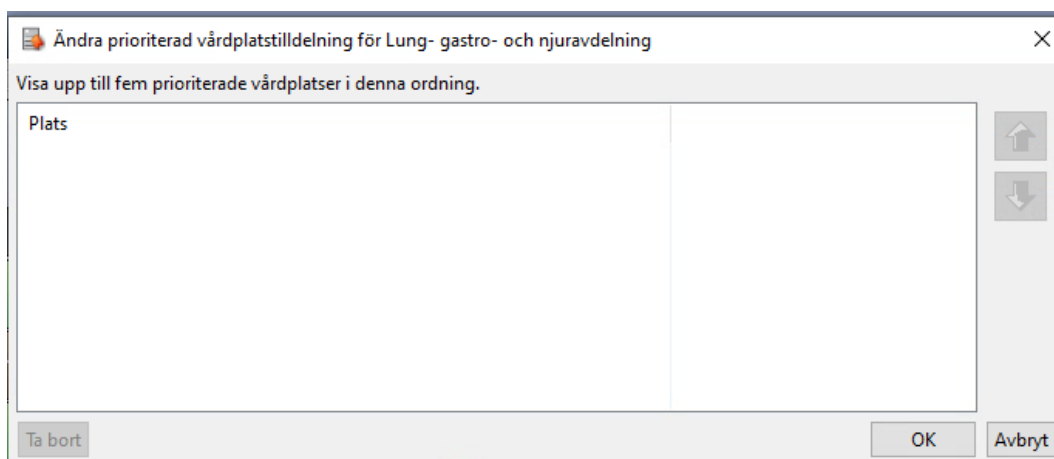 Ändra prioriterad vårdplatstilldelning för Lung- gastro- och njuravdelning
Visa upp till fem prioriterade vårdplatser i denna ordning.
Plats
Ta bort
OK
Avbryt